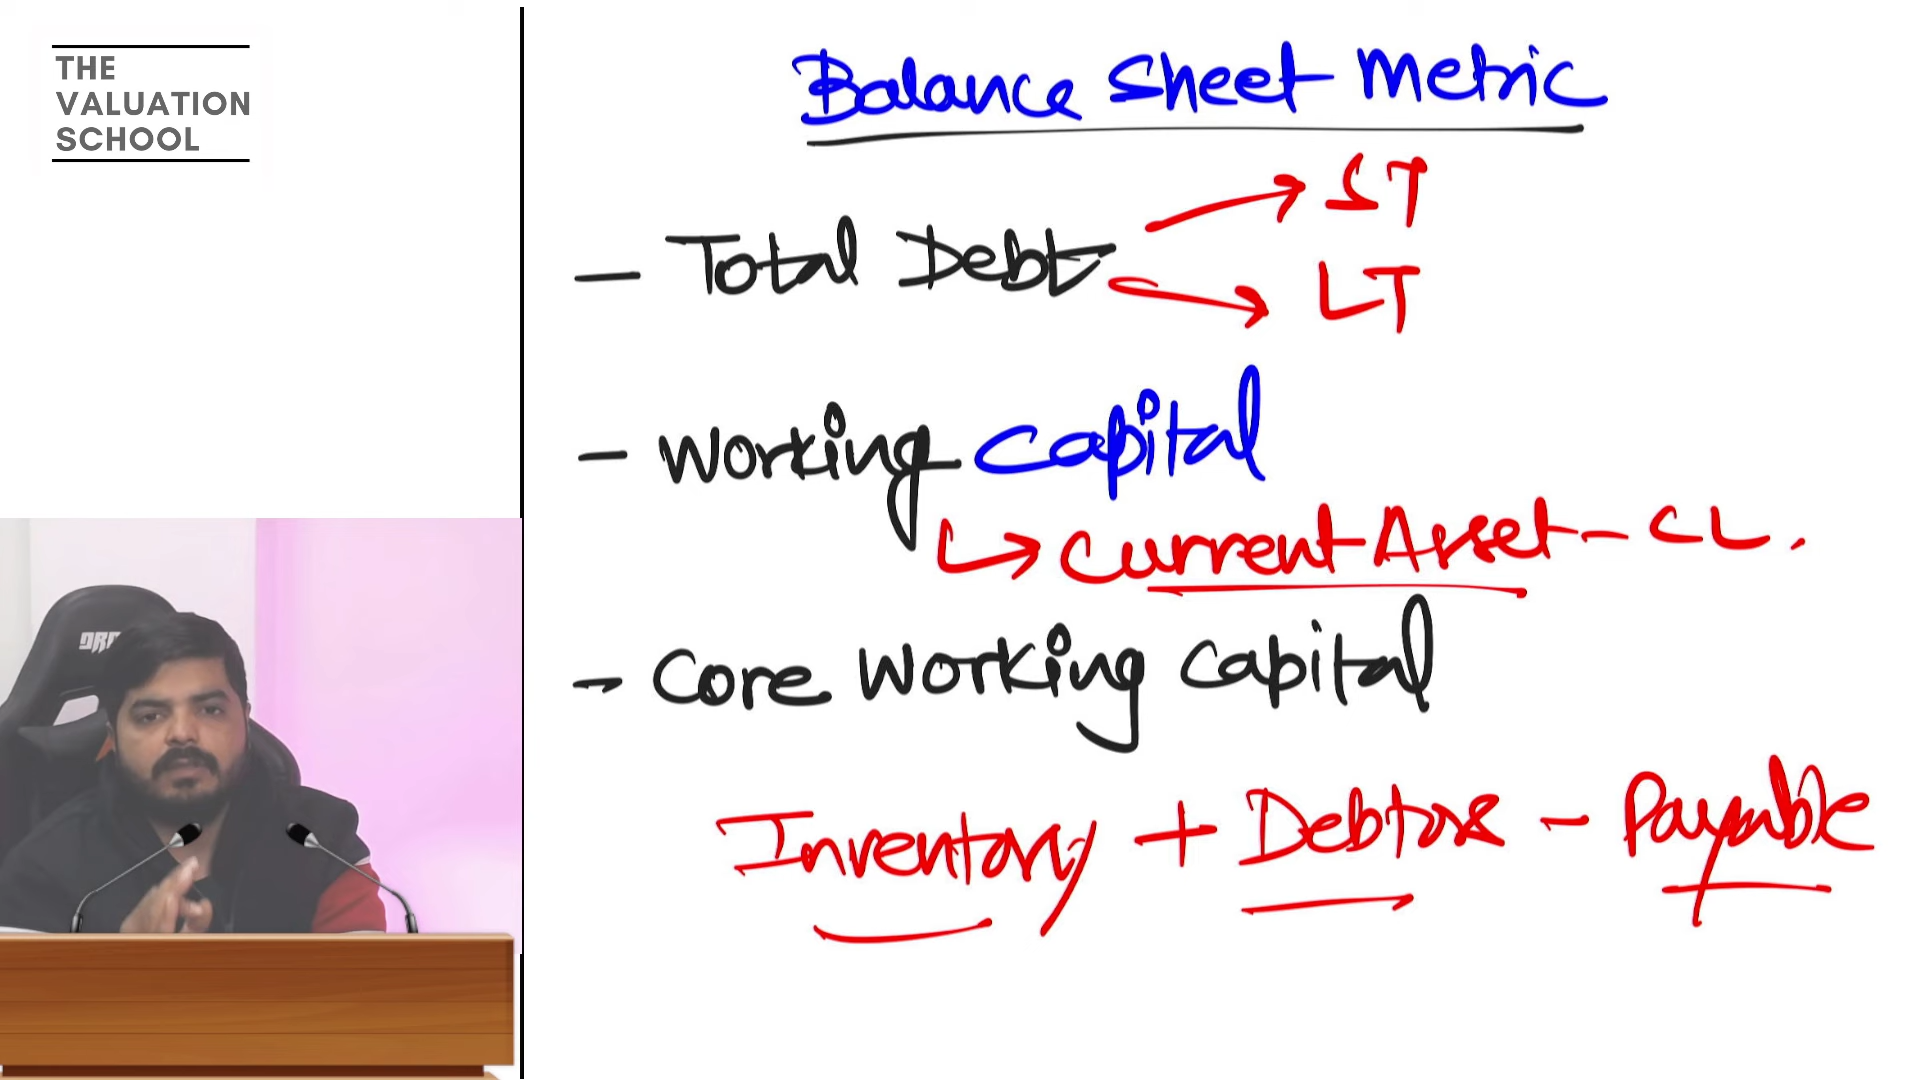 THE
VALUATION
SCHOOL
Balance Sheet Metric
- Total Debt
ST
LT
- Working Capital
Current Asset - CL.
- Core Working Capital
Inventory + Debtors - Payable